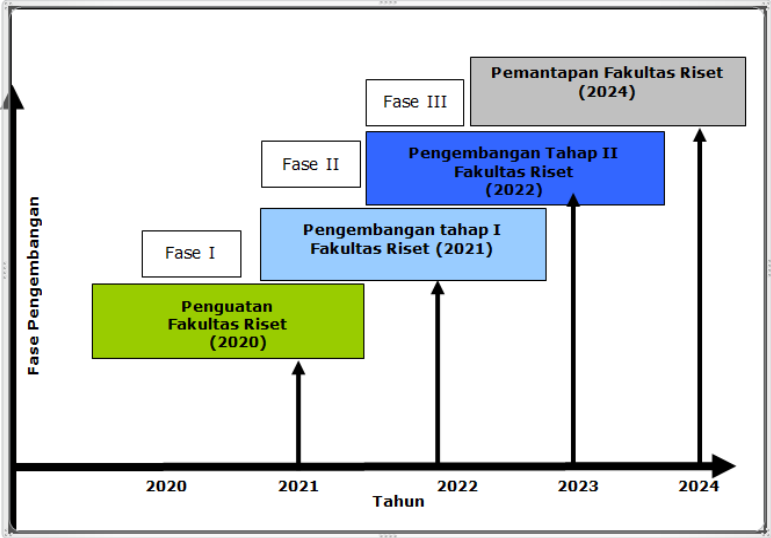 Pemantapan Fakultas Riset
(2024)
Fase III
Pengembangan Tahap II
Fakultas Riset
(2022)
Fase II
Pengembangan tahap I
Fakultas Riset (2021)
Fase I
Penguatan
Fakultas Riset
(2020)
Fase Pengembangan
2020 2021 2022 2023 2024
Tahun